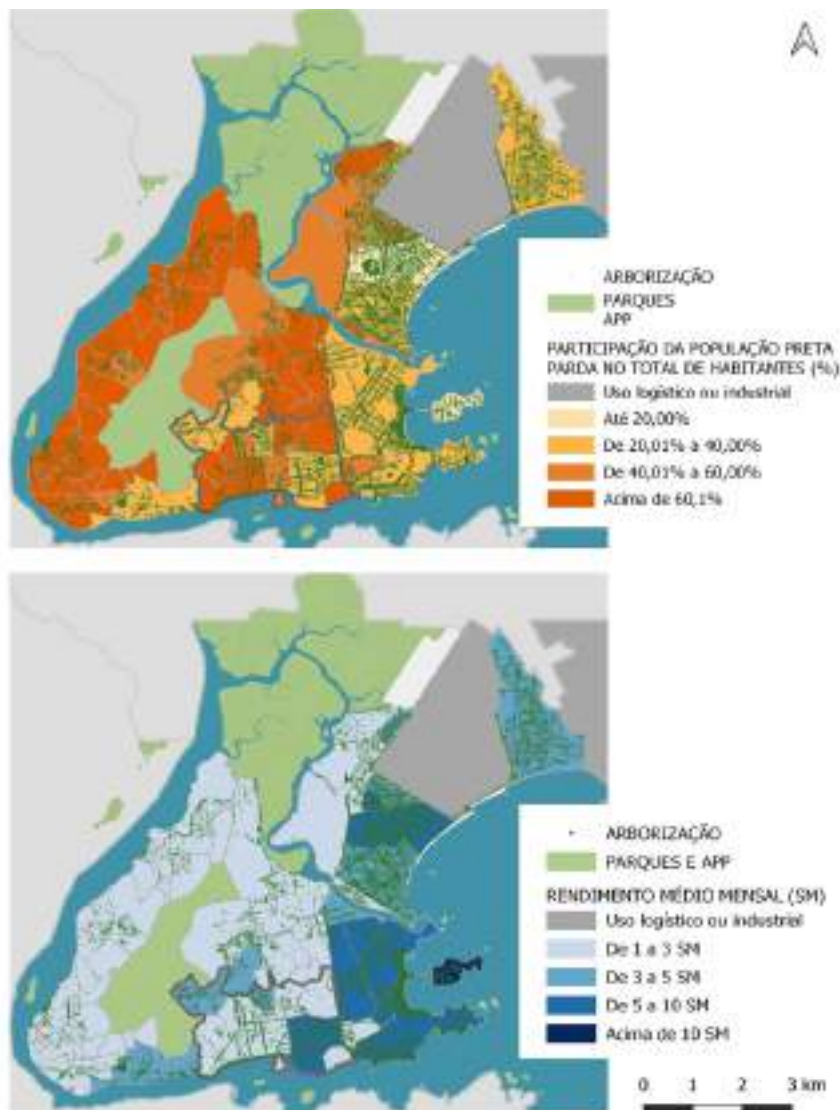 ARBORIZAÇÃO
PARQUES
APP
PARTICIPAÇÃO DA POPULAÇÃO PRETA
PARDA NO TOTAL DE HABITANTES (%)
Uso logístico ou industrial
Até 20,00%
De 20,01% a 40,00%
De 40,01% a 60,00%
Acima de 60,1%
ARBORIZAÇÃO
PARQUES E APP
RENDIMENTO MÉDIO MENSAL (SM)
Uso logístico ou industrial
De 1 a 3 SM
De 3 a 5 SM
De 5 a 10 SM
Acima de 10 SM
0 1 2 3 km